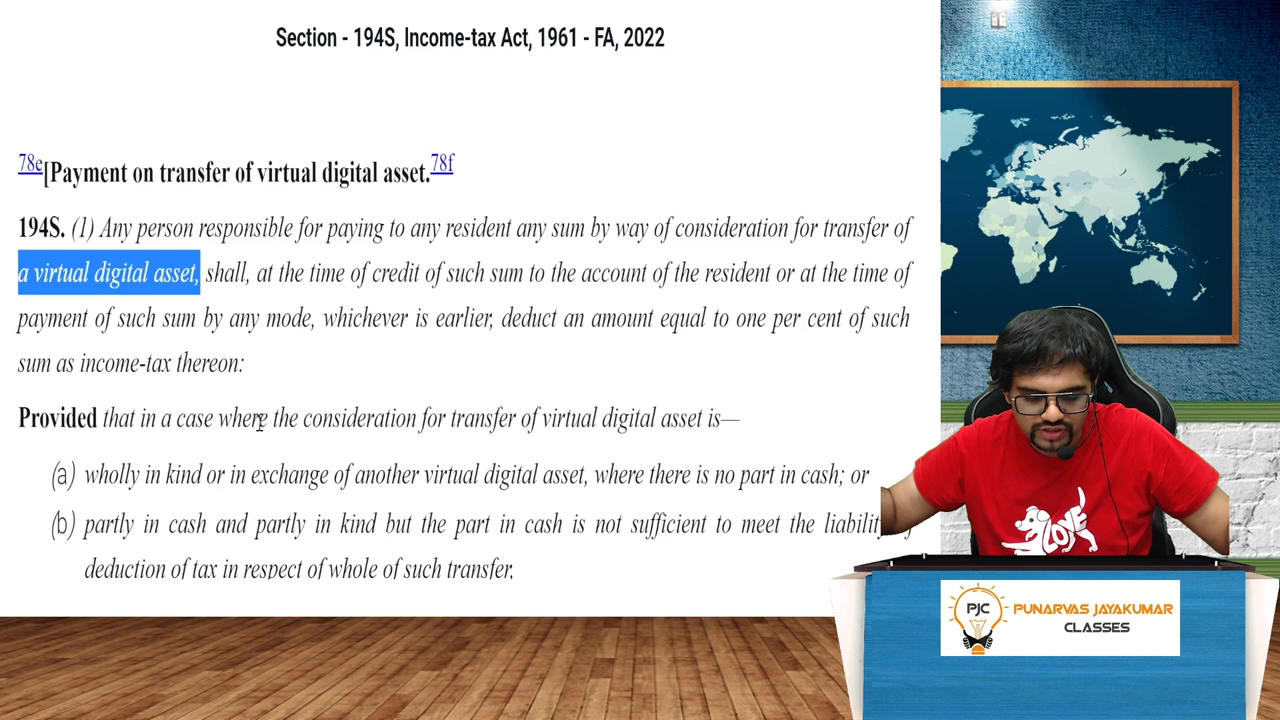 Section - 194S, Income-tax Act, 1961 - FA, 2022
78e[Payment on transfer of virtual digital asset.78f
194S. (1) Any person responsible for paying to any resident any sum by way of consideration for transfer of
a virtual digital asset, shall, at the time of credit of such sum to the account of the resident or at the time of
payment of such sum by any mode, whichever is earlier, deduct an amount equal to one per cent of such
sum as income-tax thereon:
Provided that in a case where the consideration for transfer of virtual digital asset is—
(a) wholly in kind or in exchange of another virtual digital asset, where there is no part in cash; or
(b) partly in cash and partly in kind but the part in cash is not sufficient to meet the
deduction of tax in respect of whole of such transfer,
LOVE
PJC
PUNARVAS JAYAKUMAR
CLASSES